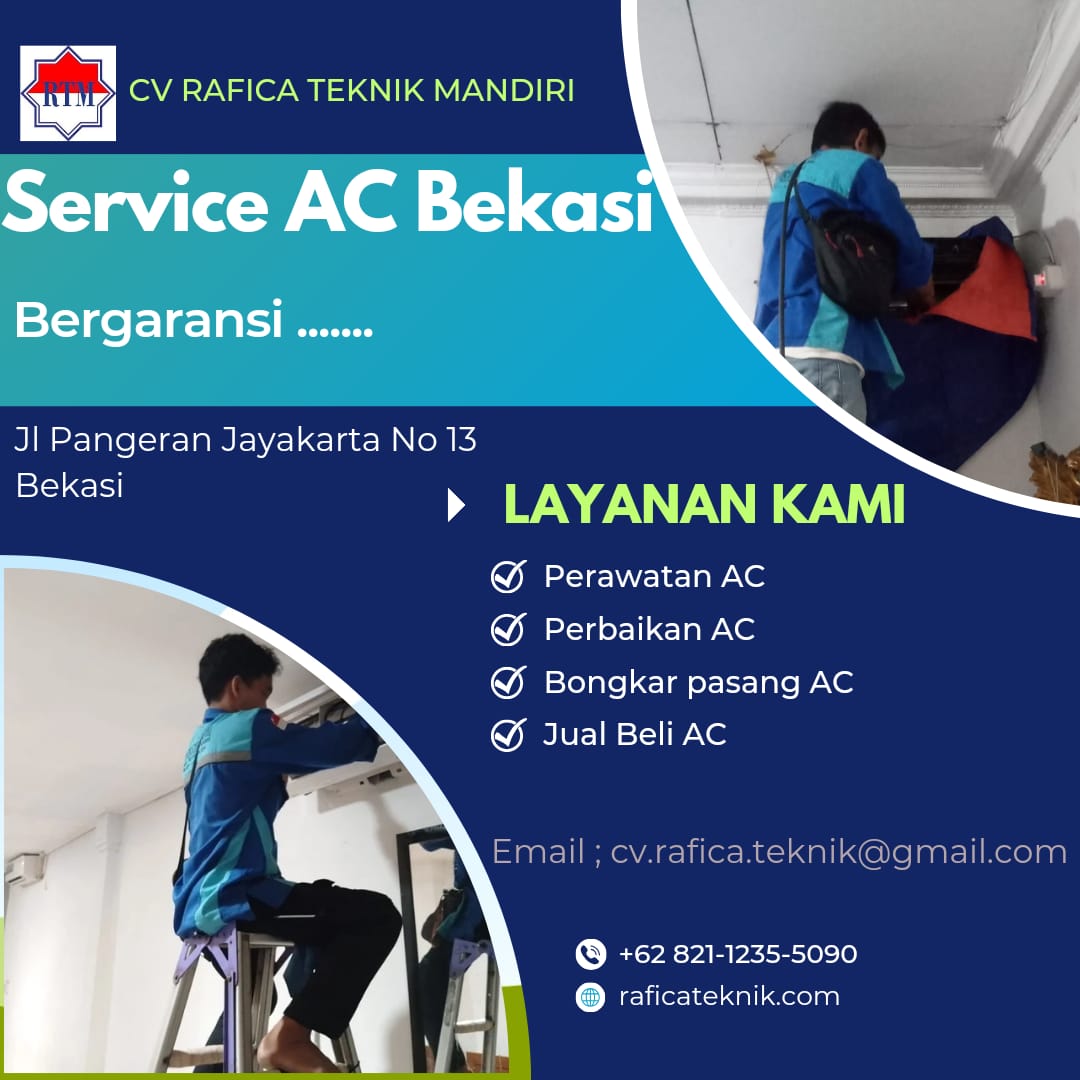 RTM
CV RAFICA TEKNIK MANDIRI
Service AC Bekasi
Bergaransi .......
Jl Pangeran Jayakarta No 13
Bekasi
LAYANAN KAMI
Perawatan AC
Perbaikan AC
Bongkar pasang AC
Jual Beli AC
Email ; cv.rafica.teknik@gmail.com
+62 821-1235-5090
raficateknik.com